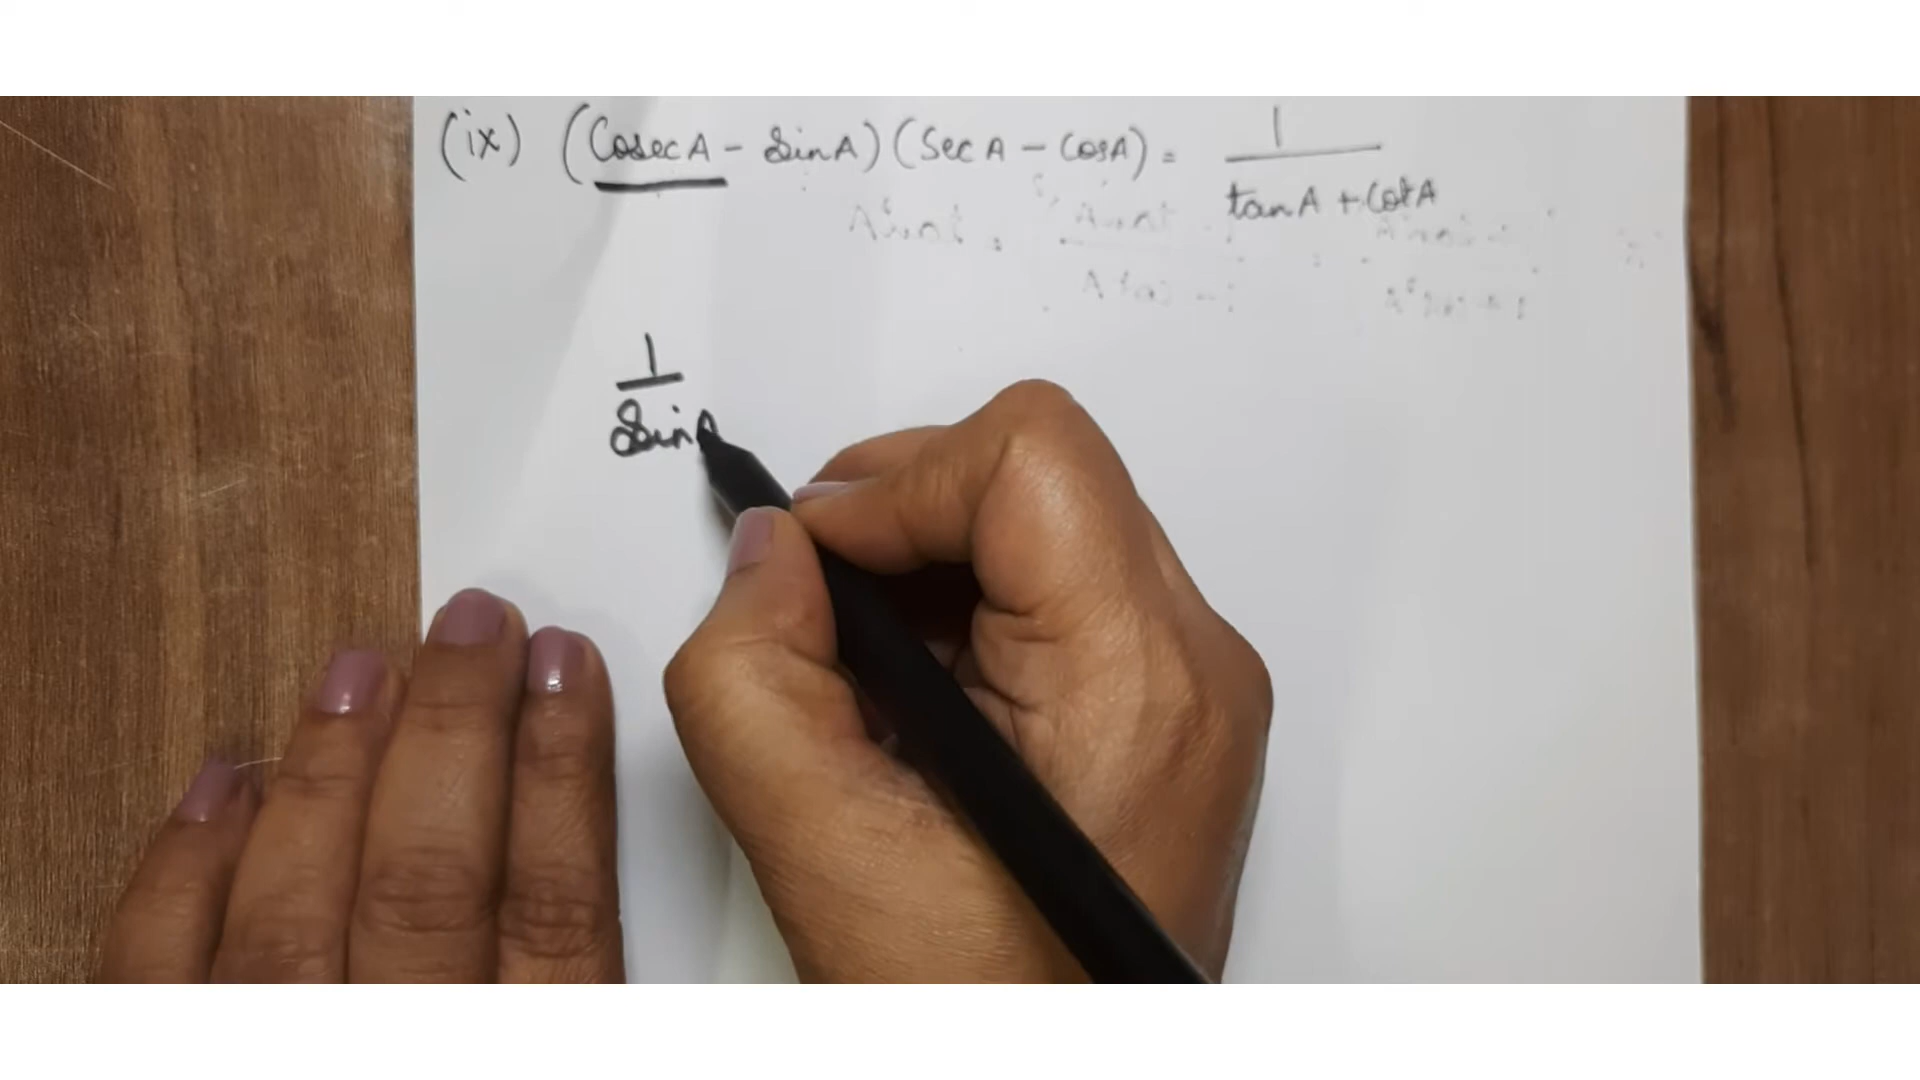 (ix) (CosecA - SinA) (SecA - CosA) = 1
tanA + CotA
1
SinA